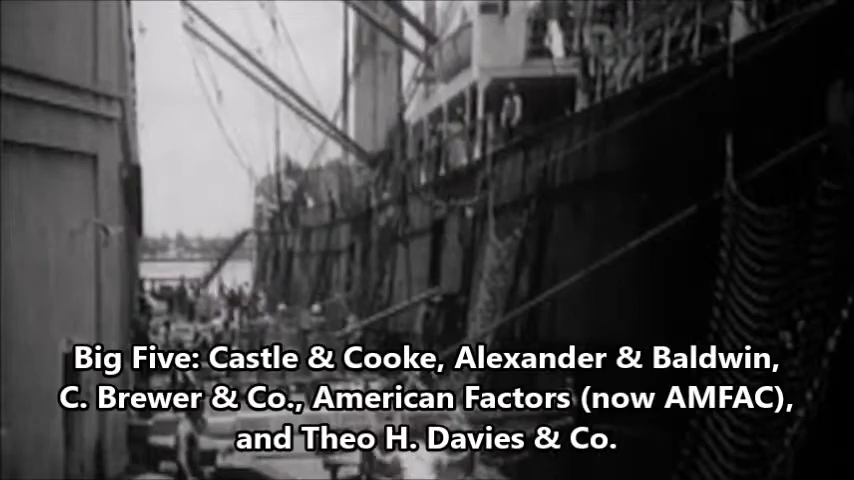 Big Five: Castle & Cooke, Alexander & Baldwin,
C. Brewer & Co., American Factors (now AMFAC),
and Theo H. Davies & Co.